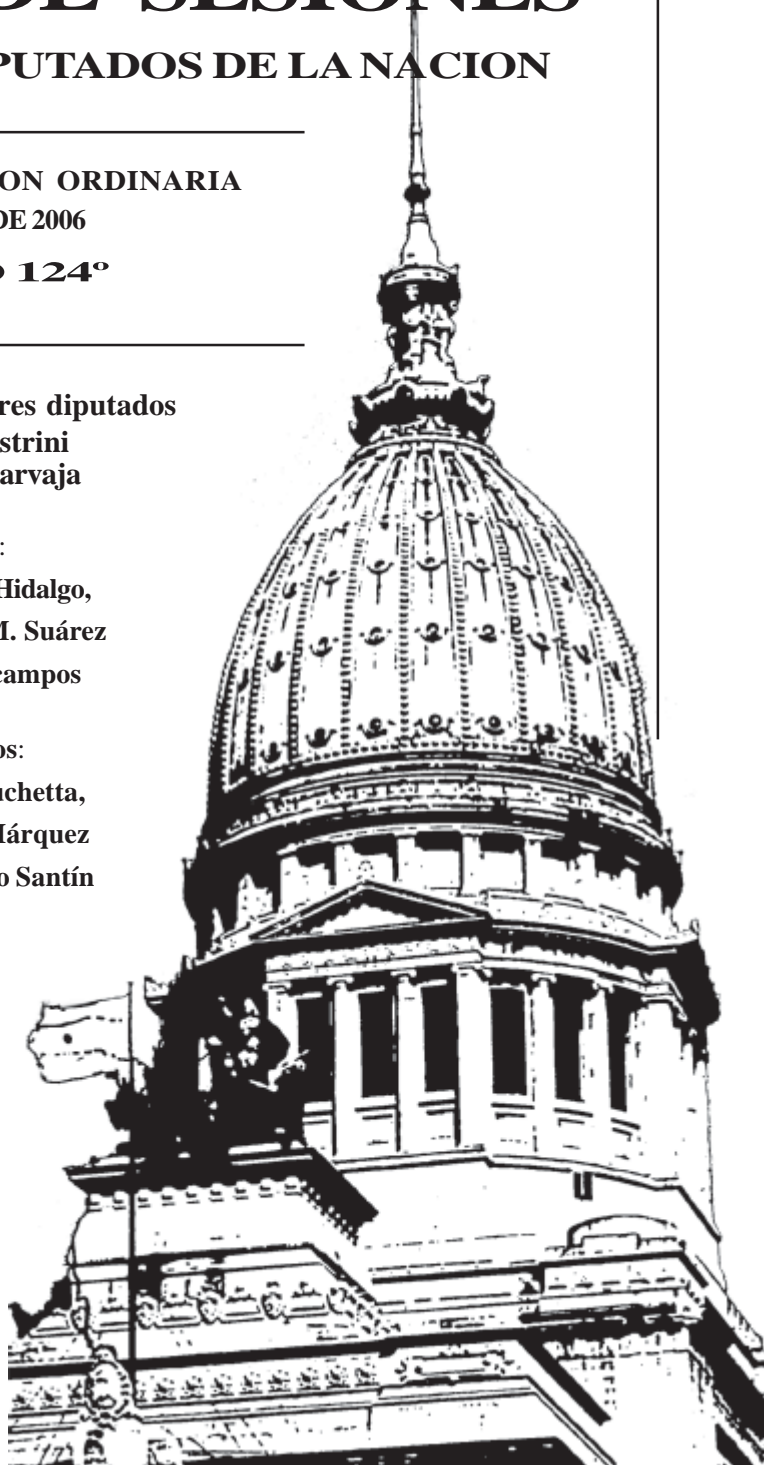 DE SESIONES
PUTADOS DE LA NACION
ON ORDINARIA
DE 2006
124º
res diputados
strini
arvaja
:
Hidalgo,
M. Suárez
campos
os:
uchetta,
Márquez
o Santín